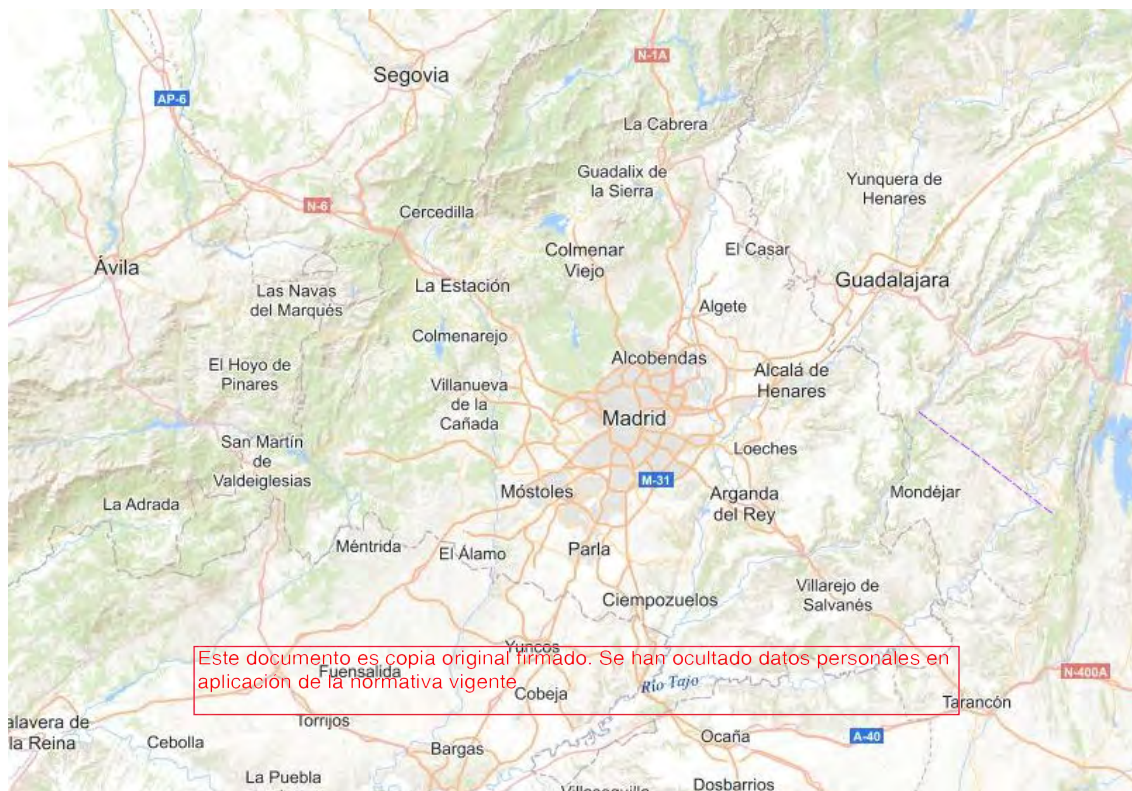 N-1A
Segovia
AP-6
La Cabrera
Guadalix de
la Sierra
Yunquera de
Henares
N-6
Cercedilla
Colmenar
Viejo
El Casar
Ávila
Guadalajara
La Estación
Las Navas
del Marqués
Algete
Colmenarejo
Alcobendas
El Hoyo de
Pinares
Alcalá de
Henares
Villanueva
de la
Cañada
Madrid
San Martín
de
Valdeiglesias
Loeches
M-31
Móstoles
Mondéjar
La Adrada
Arganda
del Rey
Méntrida
El Álamo
Parla
Villarejo de
Salvanés
Ciempozuelos
Yuncos
Este documento es copia original firmado. Se han ocultado datos personales en
aplicación de la normativa vigente
Fuensalida
N-400A
Río Tajo
Cobeja
Tarancón
Torrijos
alavera de
la Reina
Cebolla
Ocaña
A-40
Bargas
La Puebla
Dosbarrios